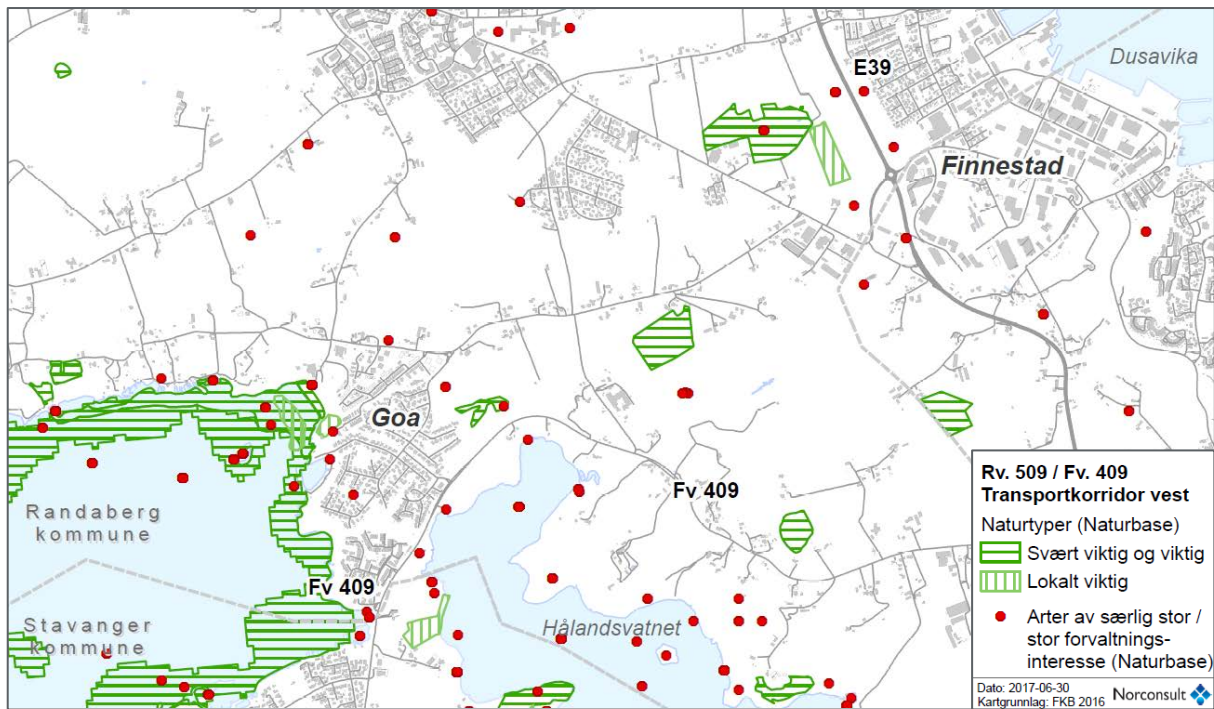 Dusavika
E39
Finnestad
Goa
Fv 409
Randaberg
kommune
Fv 409
Stavanger
kommune
Hålandsvatnet
Rv. 509 / Fv. 409
Transportkorridor vest
Naturtyper (Naturbase)
Svært viktig og viktig
Lokalt viktig
Arter av særlig stor /
stor forvaltnings-
interesse (Naturbase)
Dato: 2017-06-30
Kartgrunnlag: FKB 2016
Norconsult